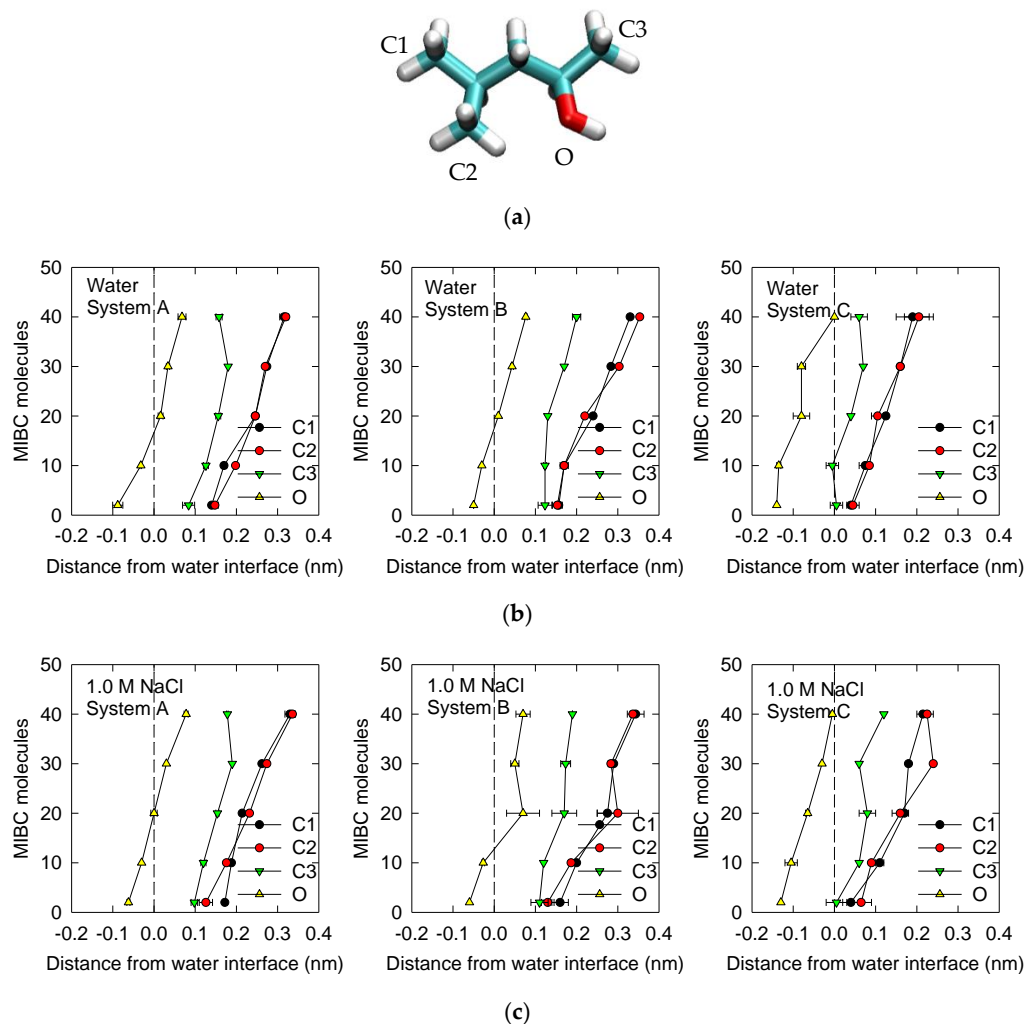 C1
C3
C2
O
(a)
50
40
30
20
10
0
MIBC molecules
Water
System A
C1
C2
C3
O
-0.2 -0.1 0.0 0.1 0.2 0.3 0.4
Distance from water interface (nm)
50
40
30
20
10
0
MIBC molecules
Water
System B
C1
C2
C3
O
-0.2 -0.1 0.0 0.1 0.2 0.3 0.4
Distance from water interface (nm)
50
40
30
20
10
0
MIBC molecules
Water
System C
C1
C2
C3
O
-0.2 -0.1 0.0 0.1 0.2 0.3 0.4
Distance from water interface (nm)
(b)
50
40
30
20
10
0
MIBC molecules
1.0 M NaCl
System A
C1
C2
C3
O
-0.2 -0.1 0.0 0.1 0.2 0.3 0.4
Distance from water interface (nm)
50
40
30
20
10
0
MIBC molecules
1.0 M NaCl
System B
C1
C2
C3
O
-0.2 -0.1 0.0 0.1 0.2 0.3 0.4
Distance from water interface (nm)
50
40
30
20
10
0
MIBC molecules
1.0 M NaCl
System C
C1
C2
C3
O
-0.2 -0.1 0.0 0.1 0.2 0.3 0.4
Distance from water interface (nm)
(c)